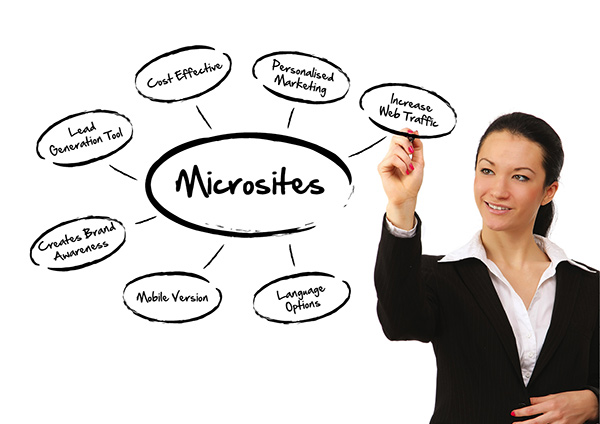 Microsites
Cost Effective
Personalised
Marketing
Increase
Web Traffic
Lead
Generation Tool
Creates Brand
Awareness
Mobile Version
Language
Options